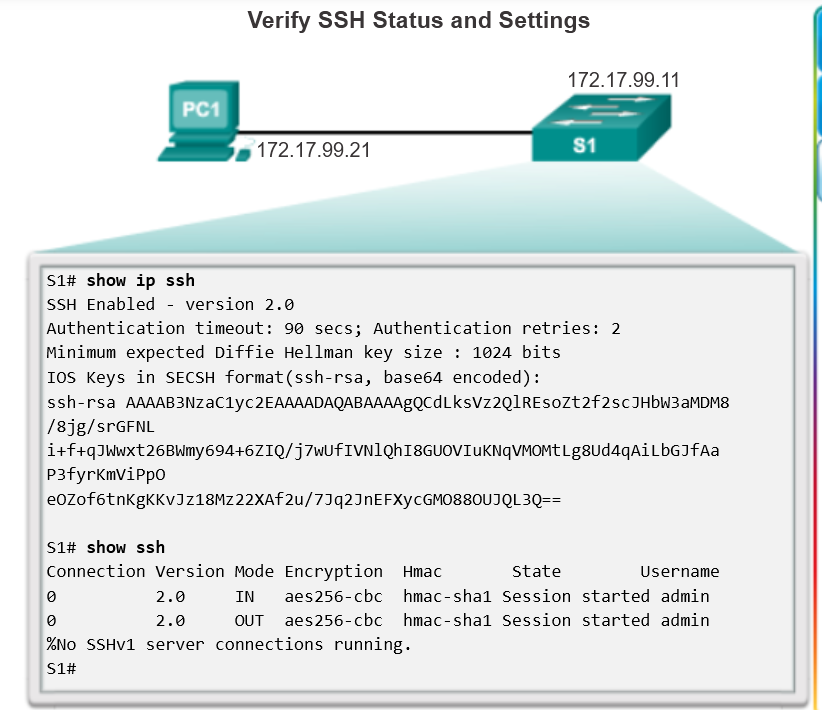 Verify SSH Status and Settings
172.17.99.11
PC1
172.17.99.21
S1
S1# show ip ssh
SSH Enabled - version 2.0
Authentication timeout: 90 secs; Authentication retries: 2
Minimum expected Diffie Hellman key size : 1024 bits
IOS Keys in SECSH format(ssh-rsa, base64 encoded):
ssh-rsa AAAAB3NzaC1yc2EAAAADAQABAAAAgQCdLksVz2QlREsoZt2f2scJHbW3aMDM8
/8jg/srGFNL
i+f+qJWwxt26BWmy694+6ZIQ/j7wUfIVNlQhI8GUOVIuKNqVMOMtLg8Ud4qAiLbGJfAa
P3fyrKmViPpO
eOZof6tnKgKKvJz18Mz22XAf2u/7Jq2JnEFXycGMO88OUJQL3Q==
S1# show ssh
Connection Version Mode Encryption  Hmac       State        Username
0          2.0     IN   aes256-cbc  hmac-sha1 Session started admin
0          2.0     OUT  aes256-cbc  hmac-sha1 Session started admin
%No SSHv1 server connections running.
S1#